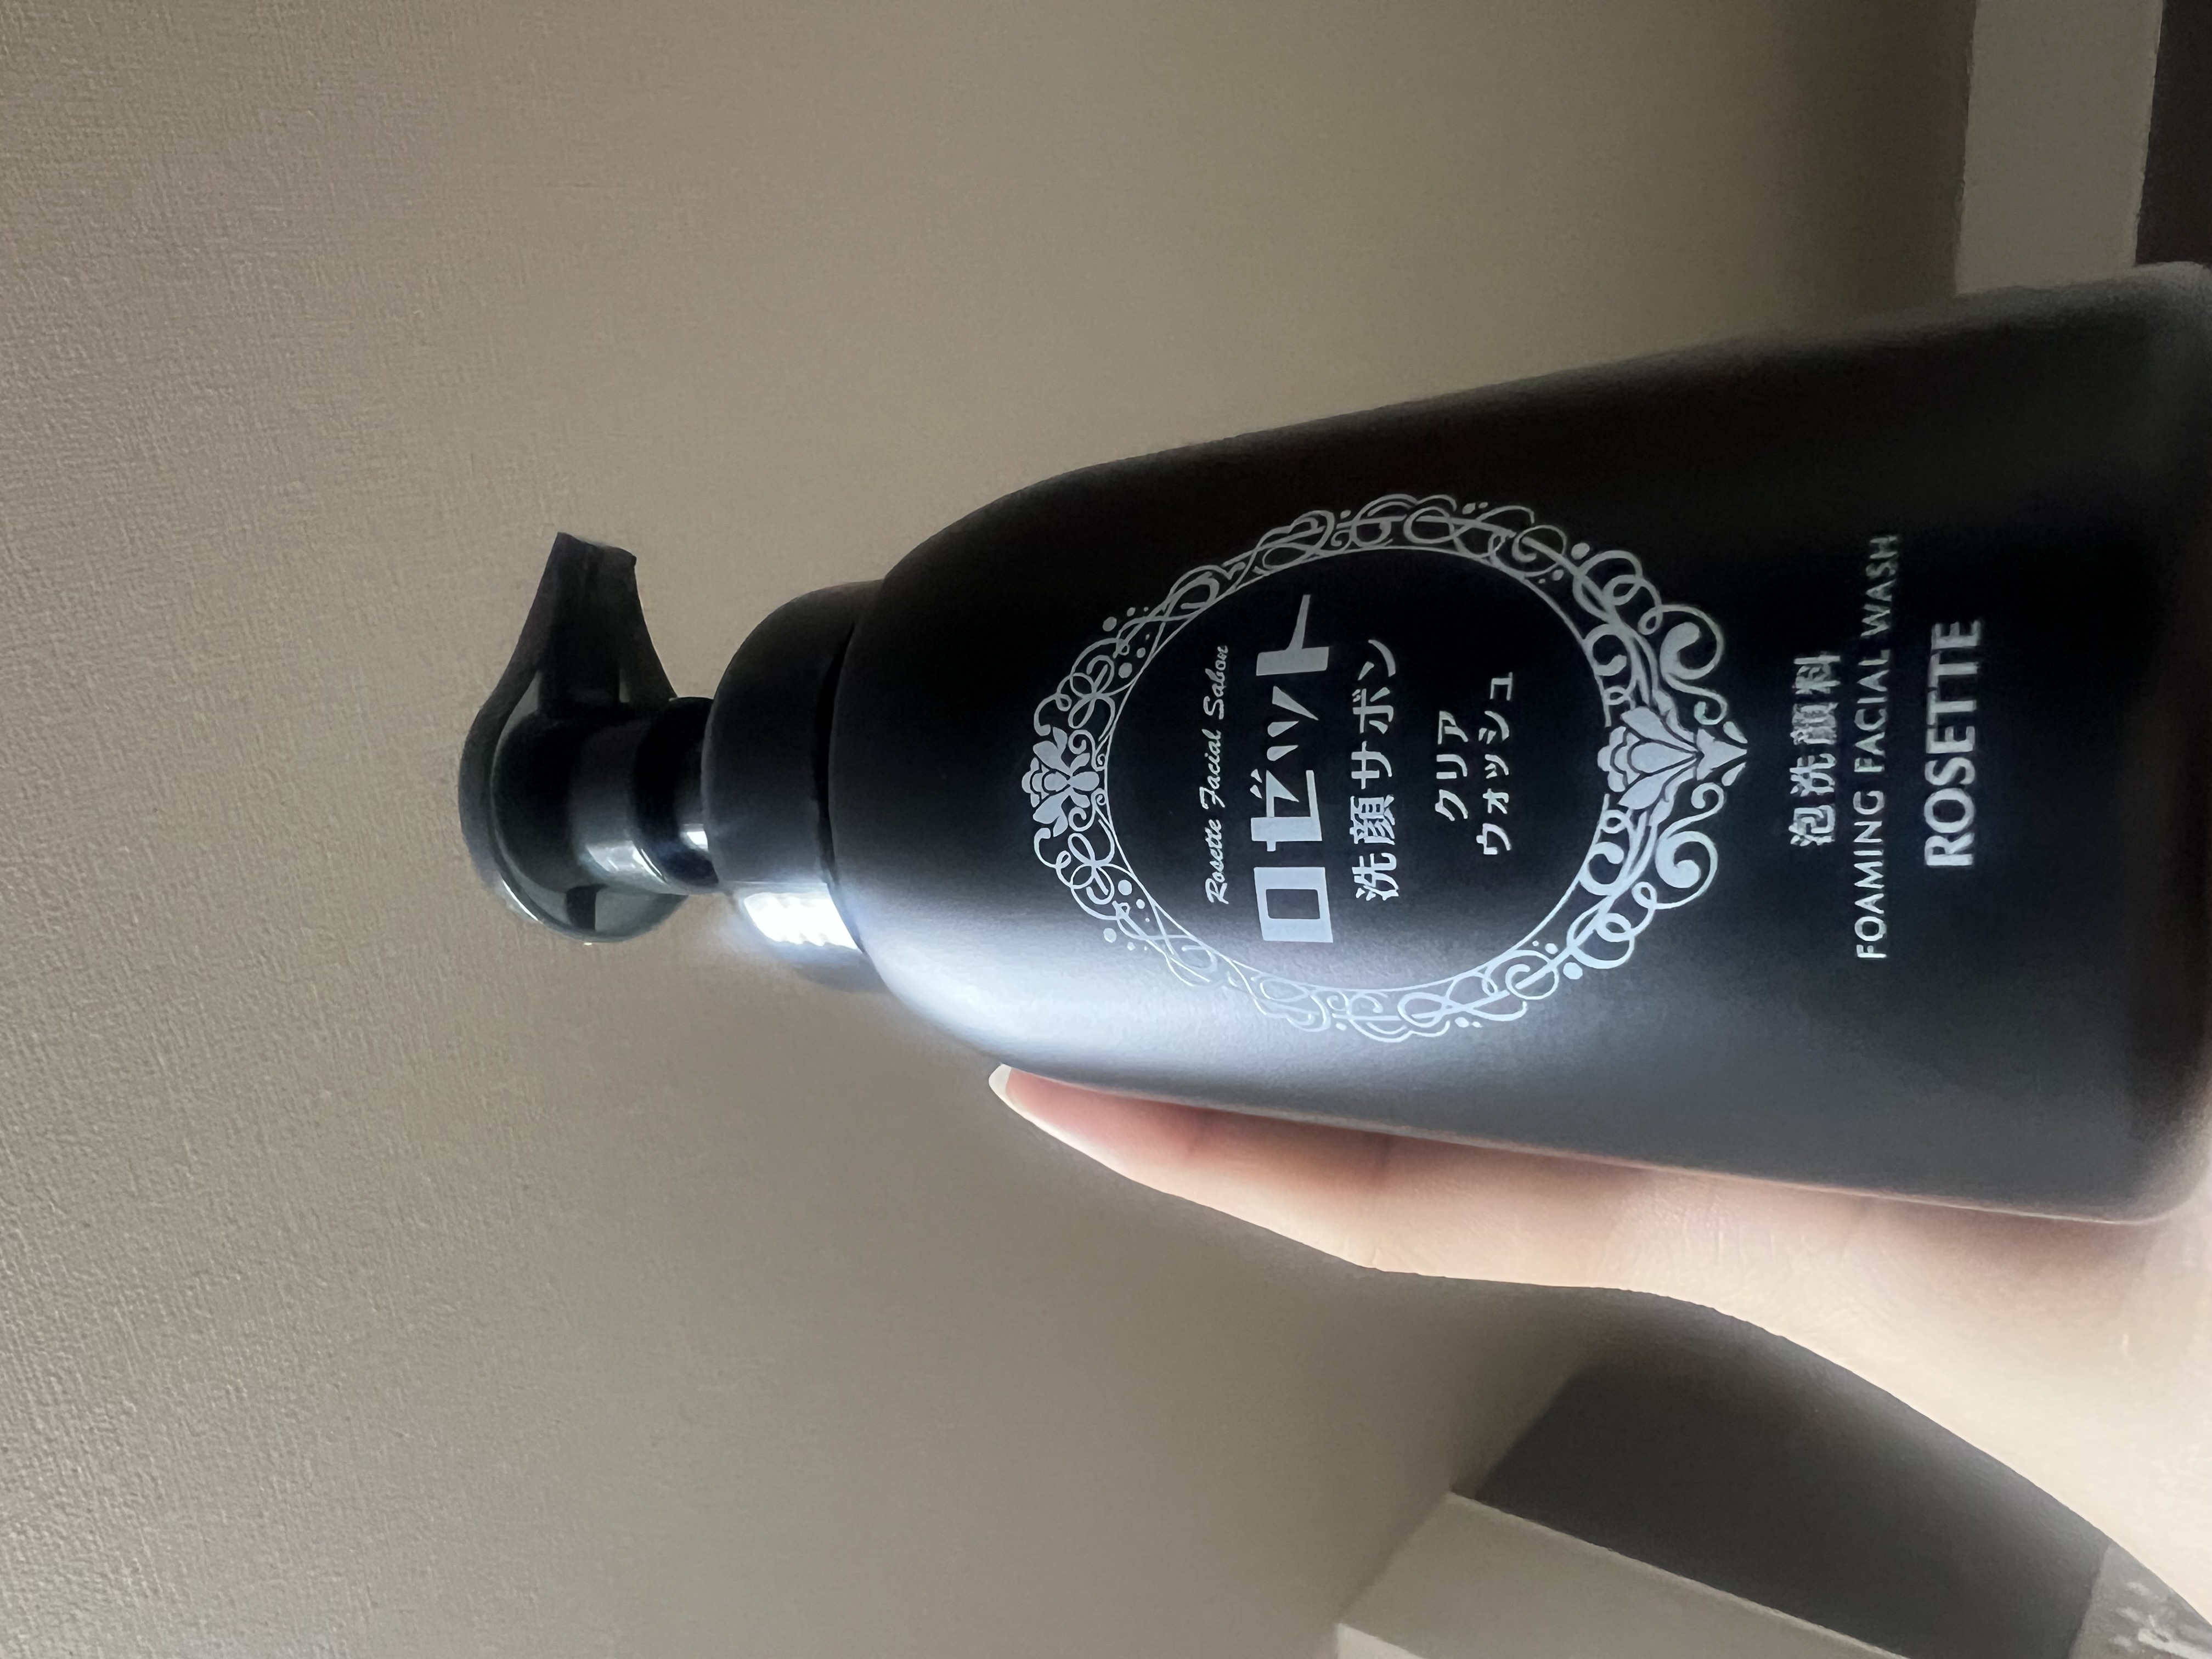 Rosette Facial Sabon
ロゼット
洗顔サボン
クリア
ウォッシュ
泡洗顔料
FOAMING FACIAL WASH
ROSETTE